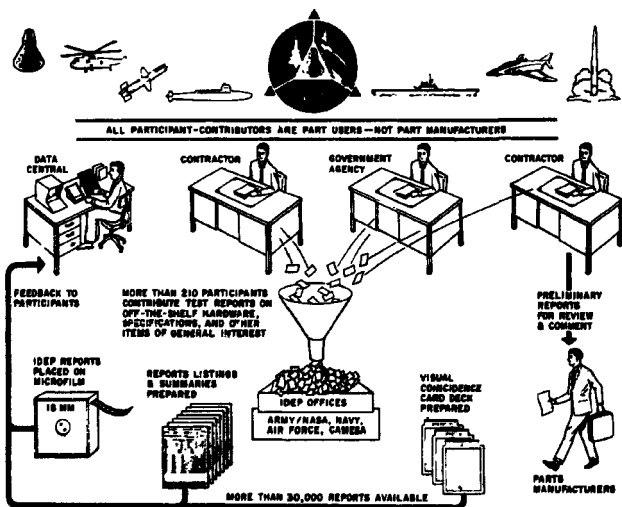 ALL PARTICIPANT-CONTRIBUTORS ARE PART USERS—NOT PART MANUFACTURERS
DATA
CENTRAL
CONTRACTOR
GOVERNMENT
AGENCY
CONTRACTOR
FEEDBACK TO
PARTICIPANTS
MORE THAN 210 PARTICIPANTS
CONTRIBUTE TEST REPORTS ON
OFF-THE-SHELF HARDWARE,
SPECIFICATIONS, AND OTHER
ITEMS OF GENERAL INTEREST
PRELIMINARY
REPORTS
FOR REVIEW
& COMMENT
IDEP REPORTS
PLACED ON
MICROFILM
16 MM
REPORTS LISTINGS
& SUMMARIES
PREPARED
IDEP OFFICES
ARMY/NASA, NAVY,
AIR FORCE, CAMESA
VISUAL
COINCIDENCE
CARD DECK
PREPARED
PARTS
MANUFACTURERS
MORE THAN 30,000 REPORTS AVAILABLE